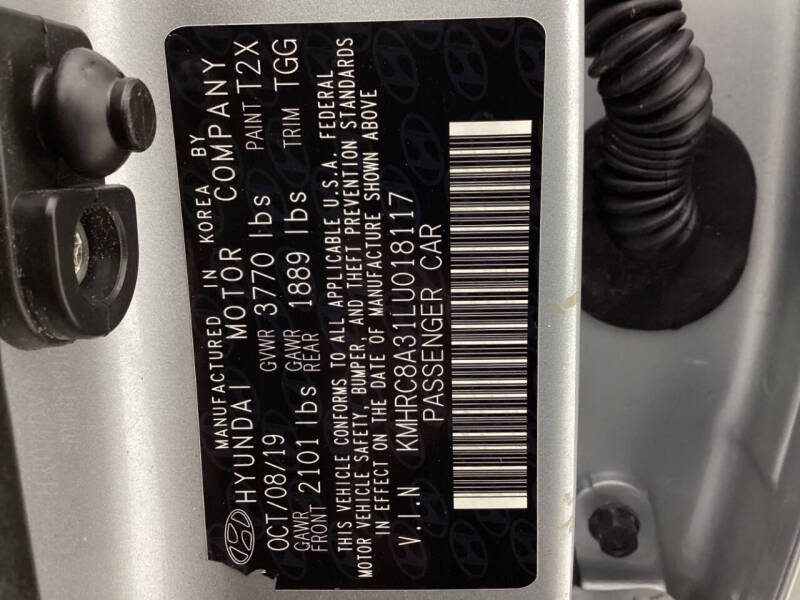 MANUFACTURED IN KOREA BY
HYUNDAI MOTOR COMPANY
OCT/08/19 GVWR 3770 lbs PAINT T2X
GAWR FRONT 2101 lbs GAWR REAR 1889 lbs TRIM TGG
THIS VEHICLE CONFORMS TO ALL APPLICABLE U.S.A. FEDERAL
MOTOR VEHICLE SAFETY, BUMPER, AND THEFT PREVENTION STANDARDS
IN EFFECT ON THE DATE OF MANUFACTURE SHOWN ABOVE
V.I.N KMHRC8A31LU018117
PASSENGER CAR